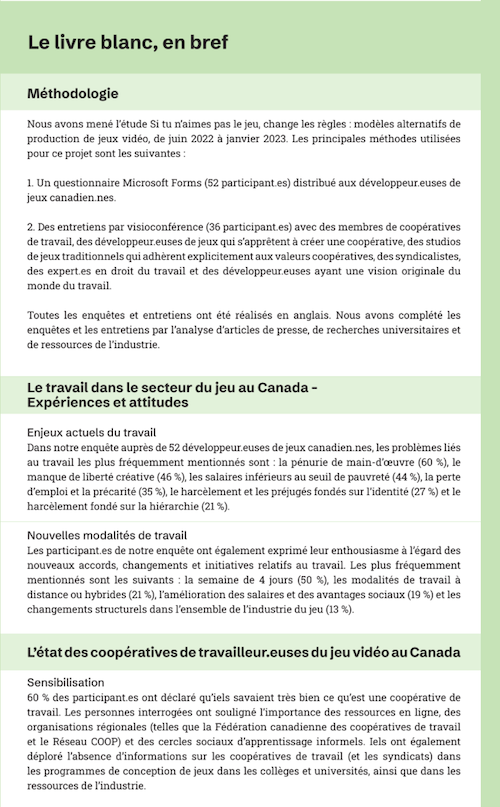 Le livre blanc, en bref
Méthodologie
Nous avons mené l'étude Si tu n'aimes pas le jeu, change les règles : modèles alternatifs de
production de jeux vidéo, de juin 2022 à janvier 2023. Les principales méthodes utilisées
pour ce projet sont les suivantes :
1. Un questionnaire Microsoft Forms (52 participant.es) distribué aux développeur.euses de
jeux canadien.nes.
2. Des entretiens par visioconférence (36 participant.es) avec des membres de coopératives
de travail, des développeur.euses de jeux qui s'apprêtent à créer une coopérative, des studios
de jeux traditionnels qui adhèrent explicitement aux valeurs coopératives, des syndicalistes,
des expert.es en droit du travail et des développeur.euses ayant une vision originale du
monde du travail.
Toutes les enquêtes et entretiens ont été réalisés en anglais. Nous avons complété les
enquêtes et les entretiens par l'analyse d'articles de presse, de recherches universitaires et
de ressources de l'industrie.
Le travail dans le secteur du jeu au Canada -
Expériences et attitudes
Enjeux actuels du travail
Dans notre enquête auprès de 52 développeur.euses de jeux canadien.nes, les problèmes liés
au travail les plus fréquemment mentionnés sont : la pénurie de main-d'œuvre (60 %), le
manque de liberté créative (46 %), les salaires inférieurs au seuil de pauvreté (44 %), la perte
d'emploi et la précarité (35 %), le harcèlement et les préjugés fondés sur l'identité (27 %) et le
harcèlement fondé sur la hiérarchie (21 %).
Nouvelles modalités de travail
Les participant.es de notre enquête ont également exprimé leur enthousiasme à l'égard des
nouveaux accords, changements et initiatives relatifs au travail. Les plus fréquemment
mentionnés sont les suivants : la semaine de 4 jours (50 %), les modalités de travail à
distance ou hybrides (21 %), l'amélioration des salaires et des avantages sociaux (19 %) et les
changements structurels dans l'ensemble de l'industrie du jeu (13 %).
L'état des coopératives de travailleur.euses du jeu vidéo au Canada
Sensibilisation
60 % des participant.es ont déclaré qu'iels savaient très bien ce qu'est une coopérative de
travail. Les personnes interrogées ont souligné l'importance des ressources en ligne, des
organisations régionales (telles que la Fédération canadienne des coopératives de travail
et le Réseau COOP) et des cercles sociaux d'apprentissage informels. Iels ont également
déploré l'absence d'informations sur les coopératives de travail (et les syndicats) dans
les programmes de conception de jeux dans les collèges et universités, ainsi que dans les
ressources de l'industrie.